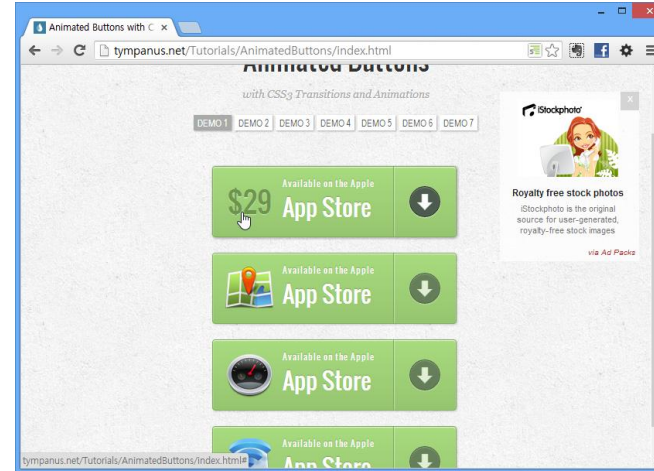 Animated Buttons with C
tympanus.net/Tutorials/AnimatedButtons/index.html
Animated Buttons
with CSS3 Transitions and Animations
DEMO 1 DEMO 2 DEMO 3 DEMO 4 DEMO 5 DEMO 6 DEMO 7
iStockphoto
Royalty free stock photos
iStockphoto is the original
source for user-generated,
royalty-free stock images
via Ad Packs
Available on the Apple
$29 App Store
Available on the Apple
App Store
Available on the Apple
App Store
Available on the Apple
App Store
tympanus.net/Tutorials/AnimatedButtons/index.html#